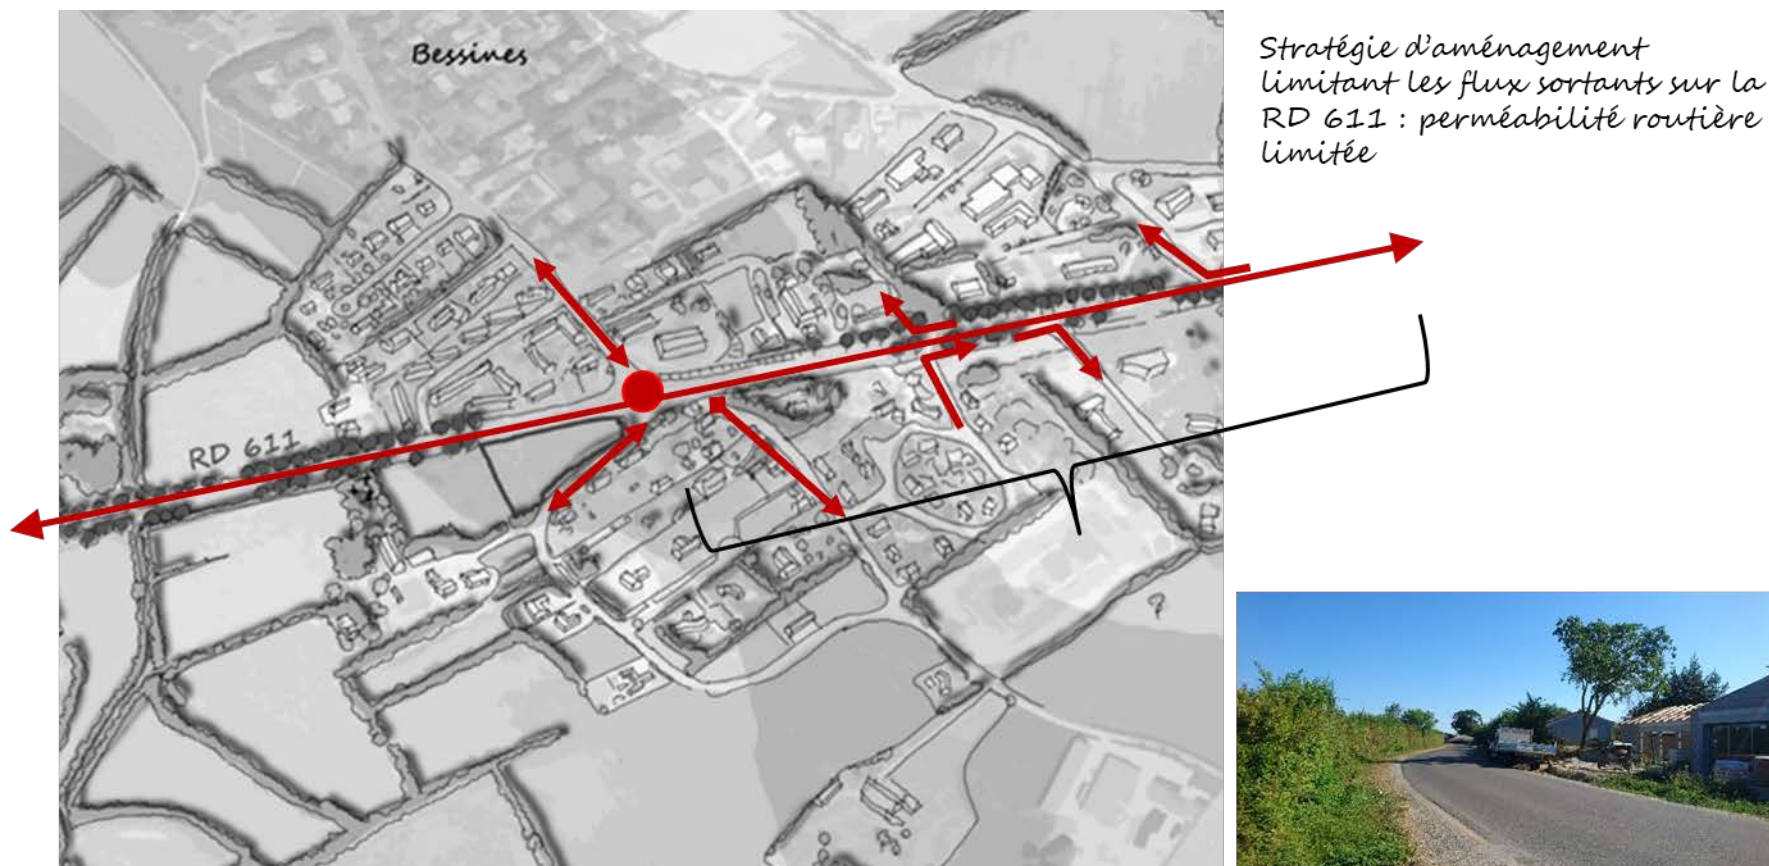 Bessines
Stratégie d'aménagement
limitant les flux sortants sur la
RD 611 : perméabilité routière
limitée
RD 611